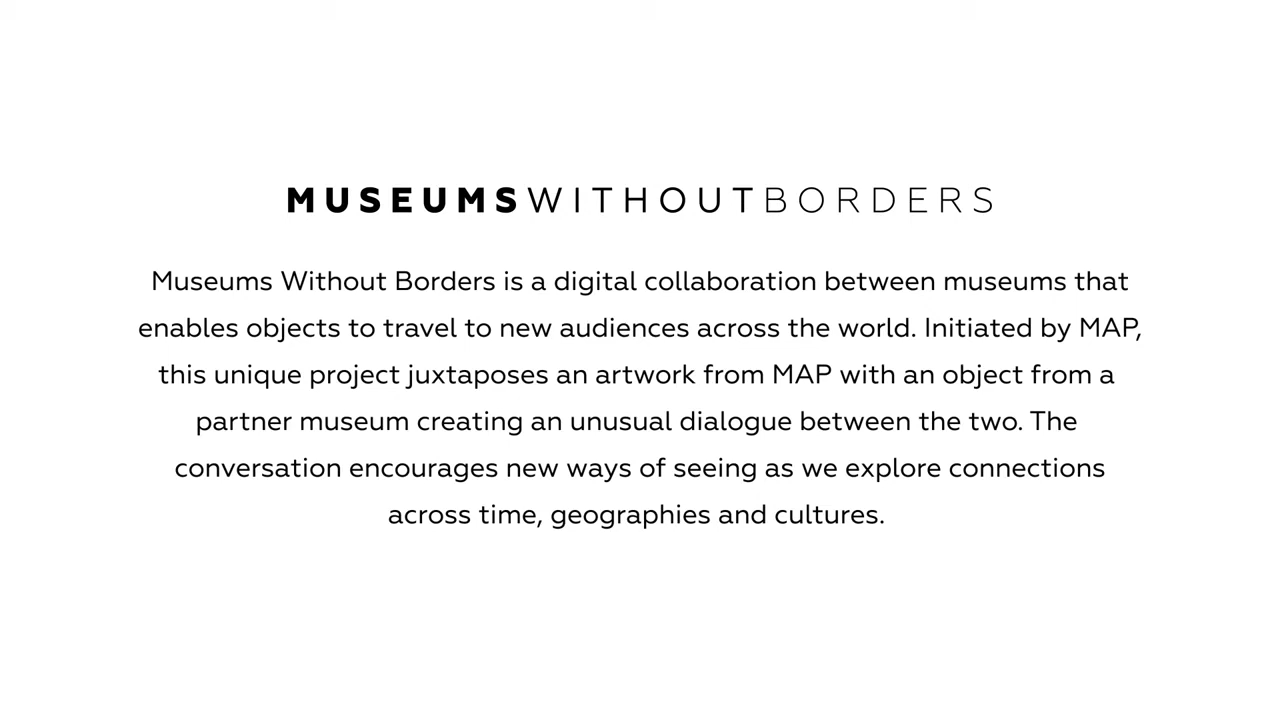 MUSEUMSWITHOUTBORDERS
Museums Without Borders is a digital collaboration between museums that
enables objects to travel to new audiences across the world. Initiated by MAP,
this unique project juxtaposes an artwork from MAP with an object from a
partner museum creating an unusual dialogue between the two. The
conversation encourages new ways of seeing as we explore connections
across time, geographies and cultures.